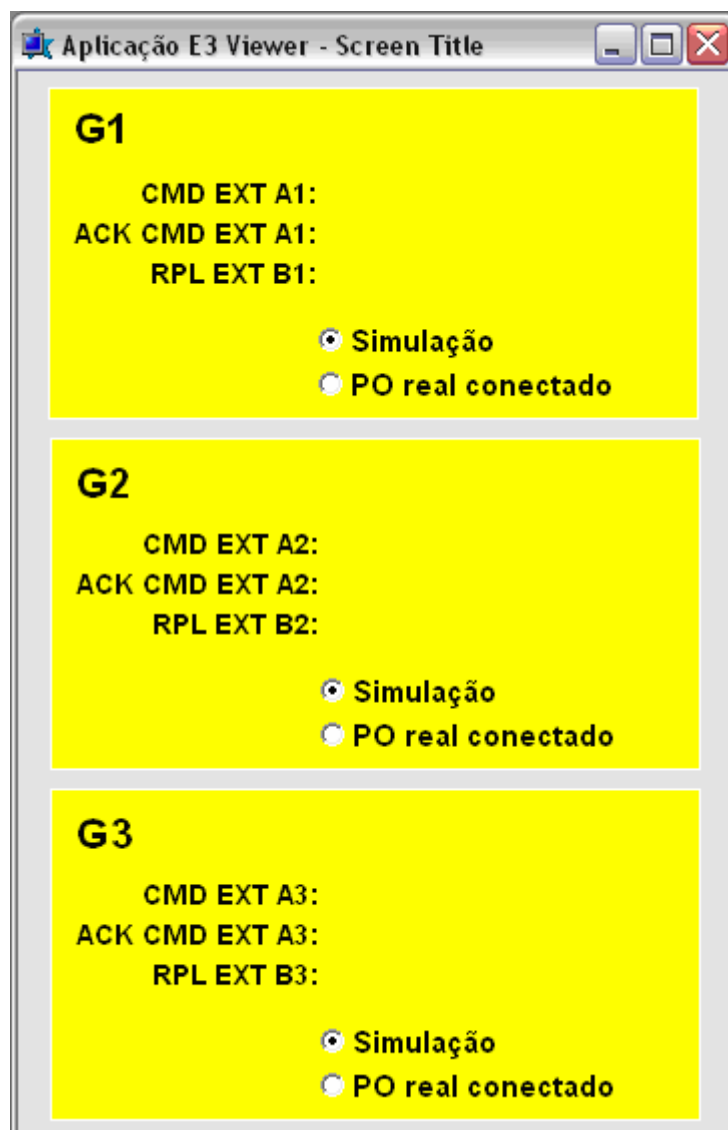 Aplicação E3 Viewer - Screen Title
G1
CMD EXT A1:
ACK CMD EXT A1:
RPL EXT B1:
Simulação
PO real conectado
G2
CMD EXT A2:
ACK CMD EXT A2:
RPL EXT B2:
Simulação
PO real conectado
G3
CMD EXT A3:
ACK CMD EXT A3:
RPL EXT B3:
Simulação
PO real conectado